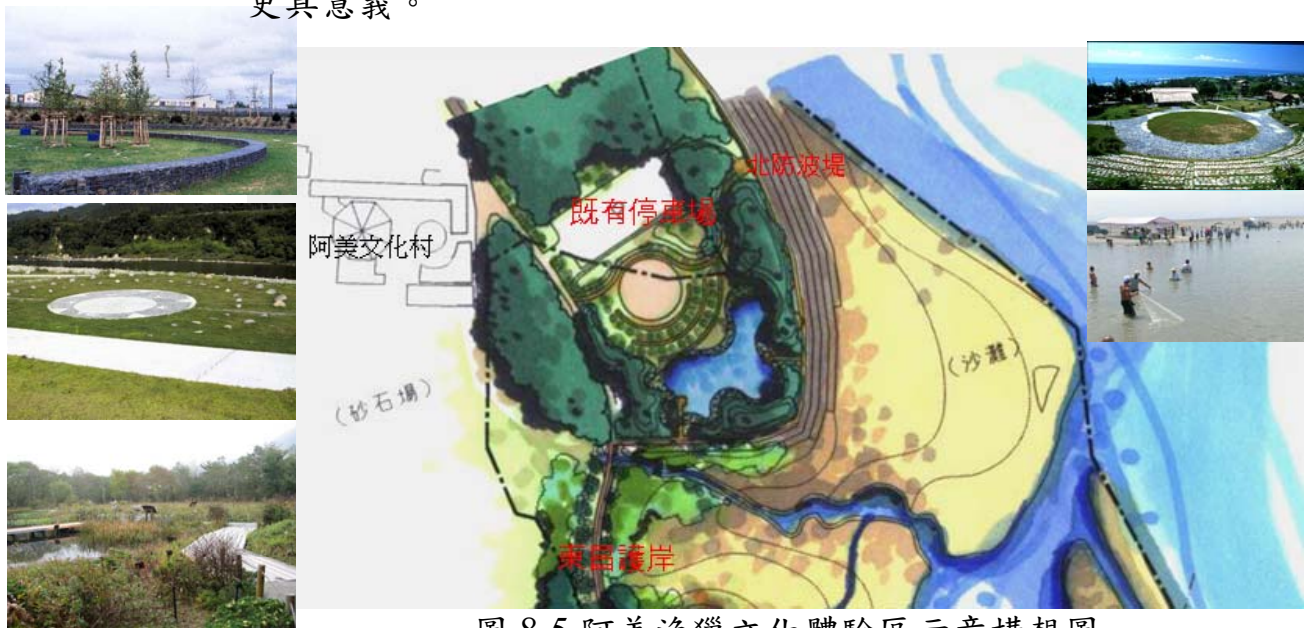 更具意義。
北防波堤
既有停車場
阿美文化村
(沙灘)
(砂石場)
東昌護岸
圖 8.5 阿美漁獵文化體驗區示意構想圖